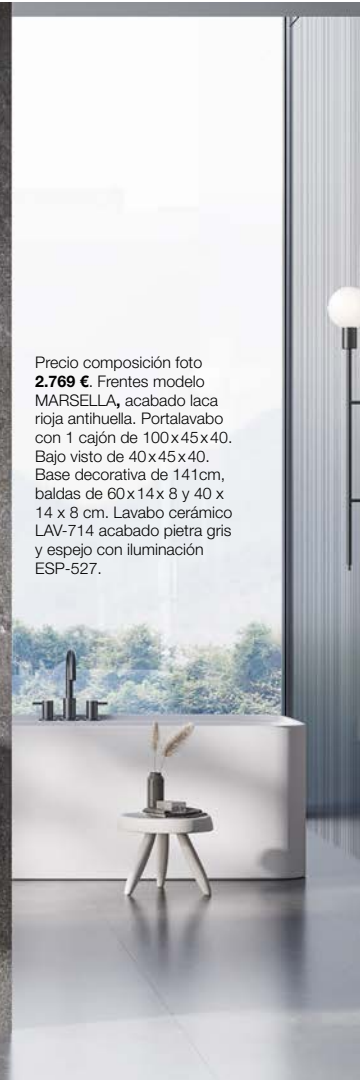 Precio composición foto
2.769 €. Frentes modelo
MARSELLA, acabado laca
rioja antihuella. Portalavabo
con 1 cajón de 100x45x40.
Bajo visto de 40x45x40.
Base decorativa de 141cm,
baldas de 60x14x 8 y 40 x
14 x 8 cm. Lavabo cerámico
LAV-714 acabado pietra gris
y espejo con iluminación
ESP-527.